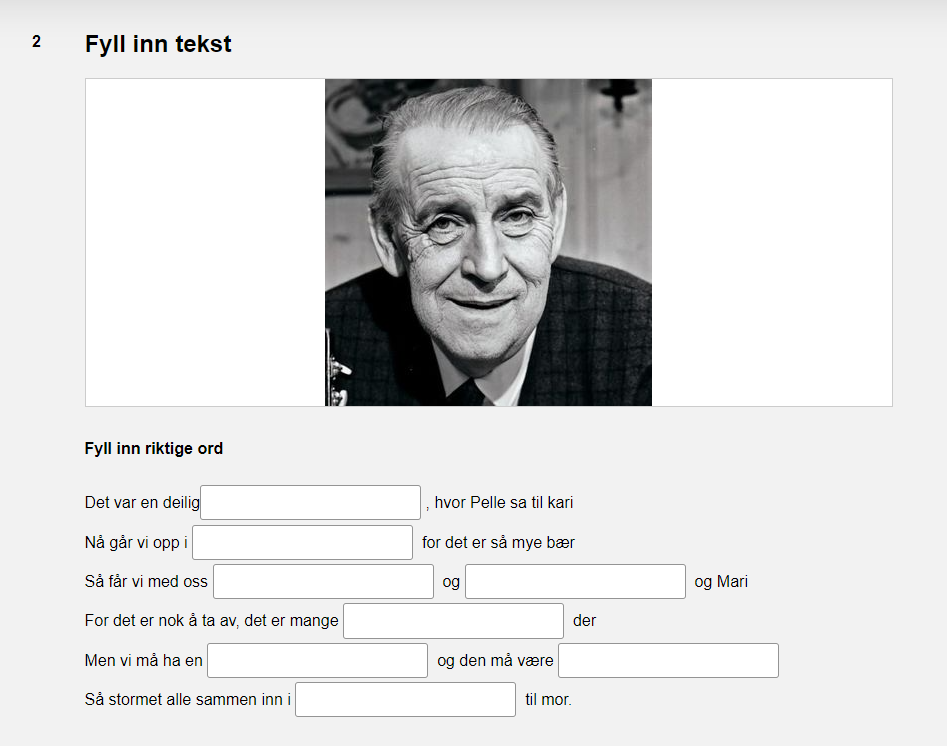 2 Fyll inn tekst
Fyll inn riktige ord
Det var en deilig , hvor Pelle sa til kari
Nå går vi opp i for det er så mye bær
Så får vi med oss og og Mari
For det er nok å ta av, det er mange der
Men vi må ha en og den må være
Så stormet alle sammen inn i til mor.